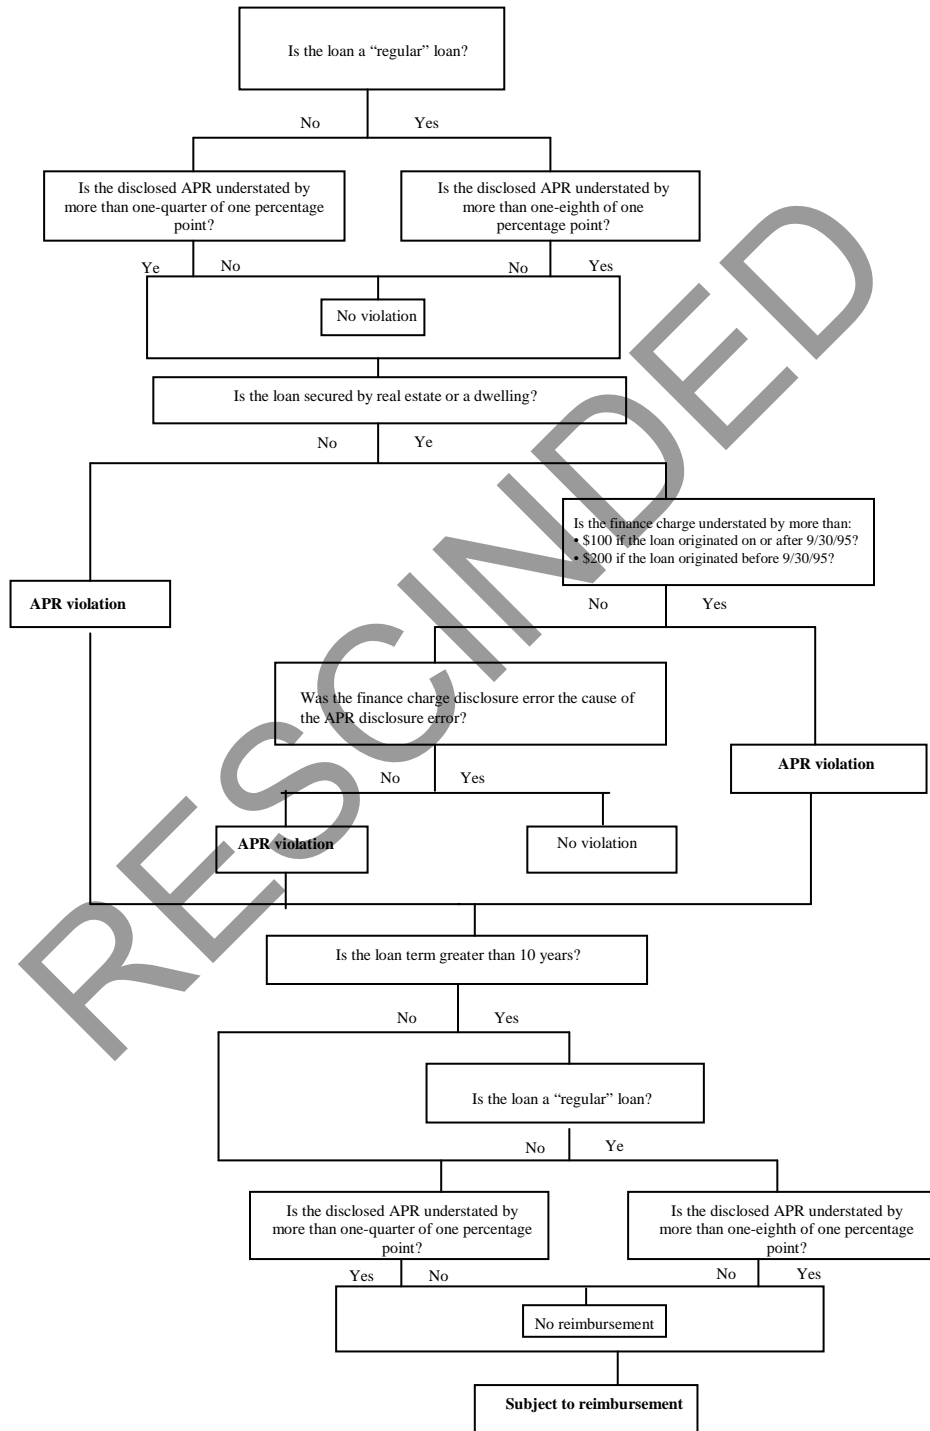 Is the loan a “regular” loan?
No Yes
Is the disclosed APR understated by
more than one-quarter of one percentage
point?
Is the disclosed APR understated by
more than one-eighth of one
percentage point?
Ye No
No Yes
No violation
Is the loan secured by real estate or a dwelling?
No Ye
Is the finance charge understated by more than:
• $100 if the loan originated on or after 9/30/95?
• $200 if the loan originated before 9/30/95?
APR violation
No Yes
Was the finance charge disclosure error the cause of
the APR disclosure error?
APR violation
No Yes
APR violation
No violation
Is the loan term greater than 10 years?
No Yes
Is the loan a “regular” loan?
No Ye
Is the disclosed APR understated by
more than one-quarter of one percentage
point?
Is the disclosed APR understated by
more than one-eighth of one percentage
point?
Yes No
No Yes
No reimbursement
Subject to reimbursement
RESCINDED